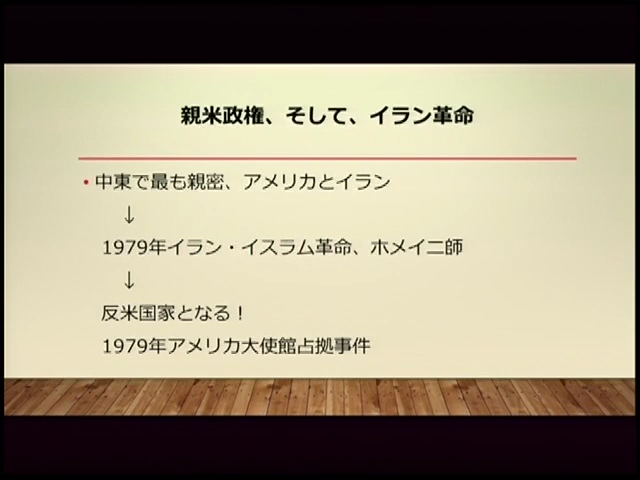 親米政権、そして、イラン革命
• 中東で最も親密、アメリカとイラン
↓
1979年イラン・イスラム革命、ホメイニ師
↓
反米国家となる！
1979年アメリカ大使館占拠事件